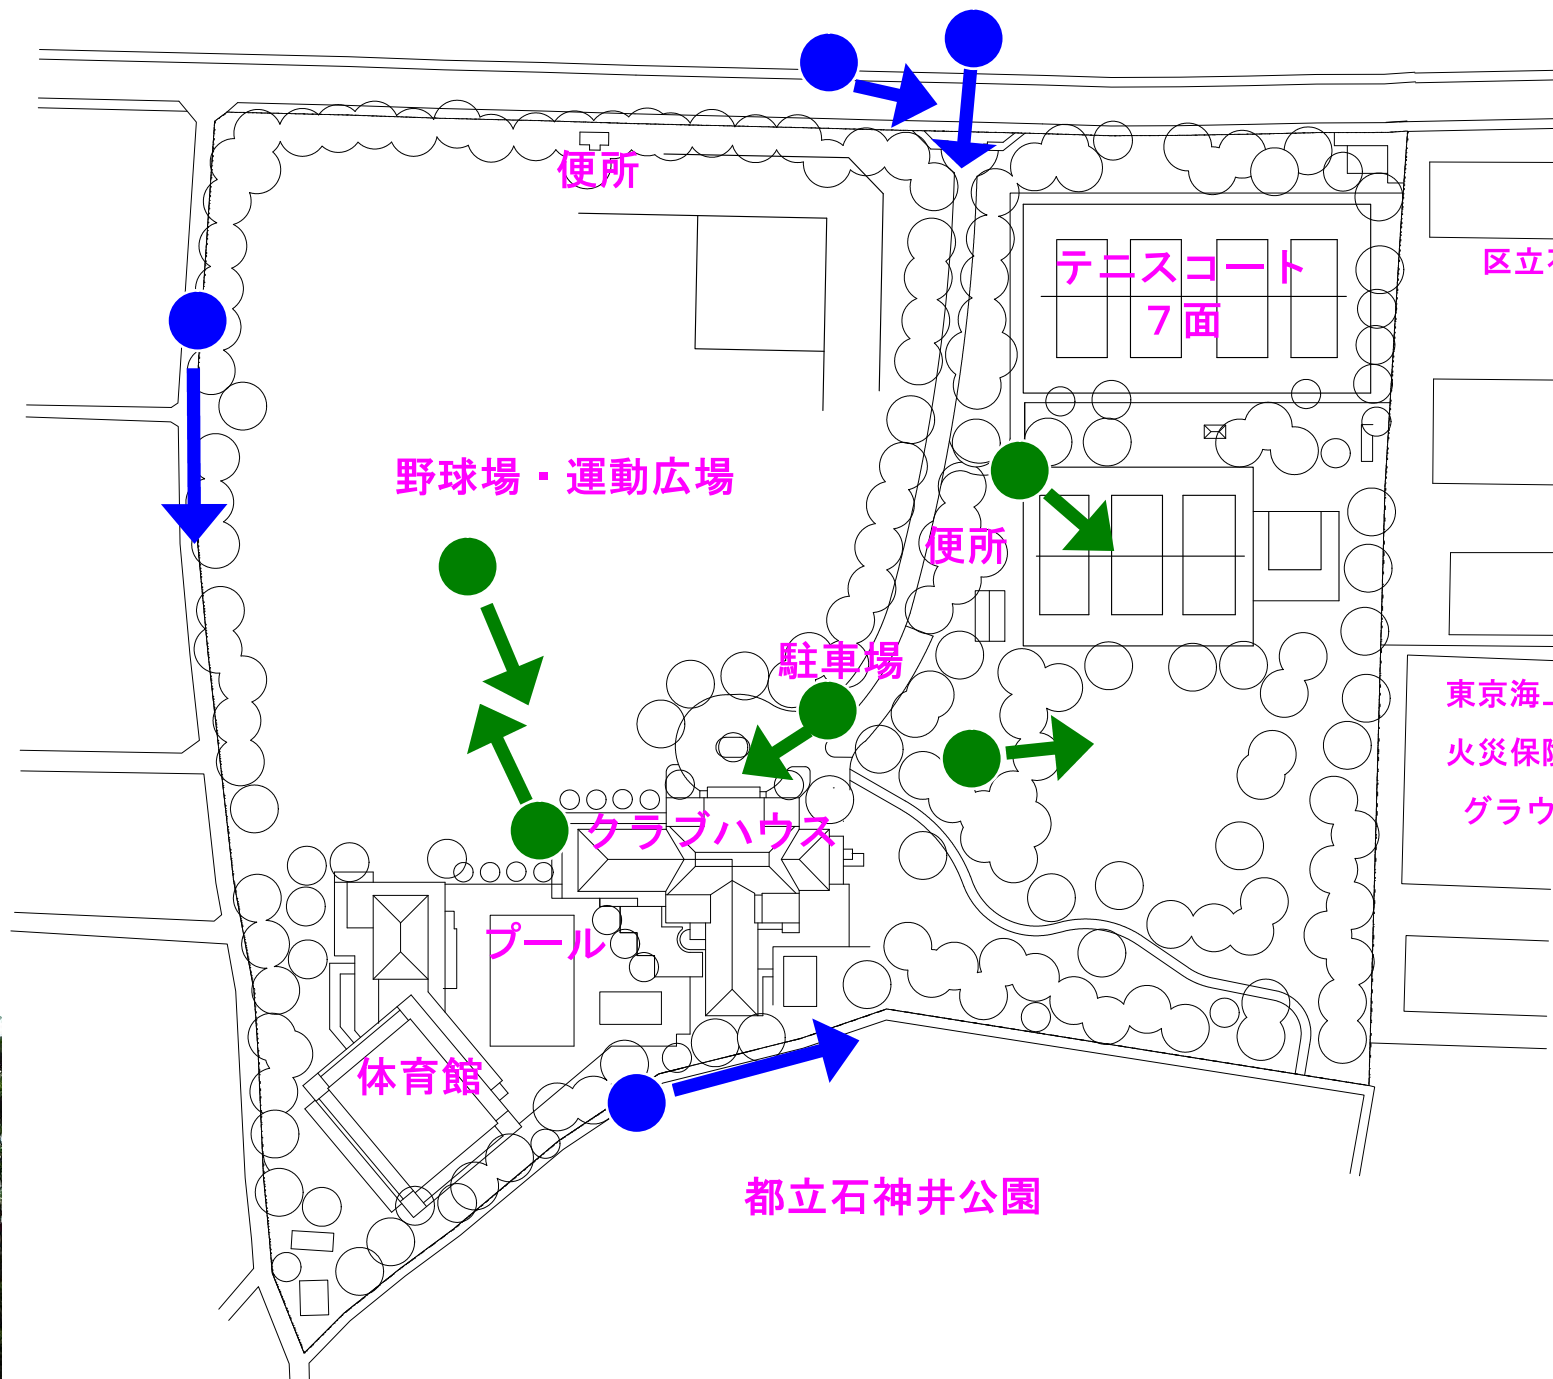 便所
テニスコート
７面
区立
野球場・運動広場
便所
駐車場
東京海上
火災保険
グラウ
クラブハウス
プール
体育館
都立石神井公園